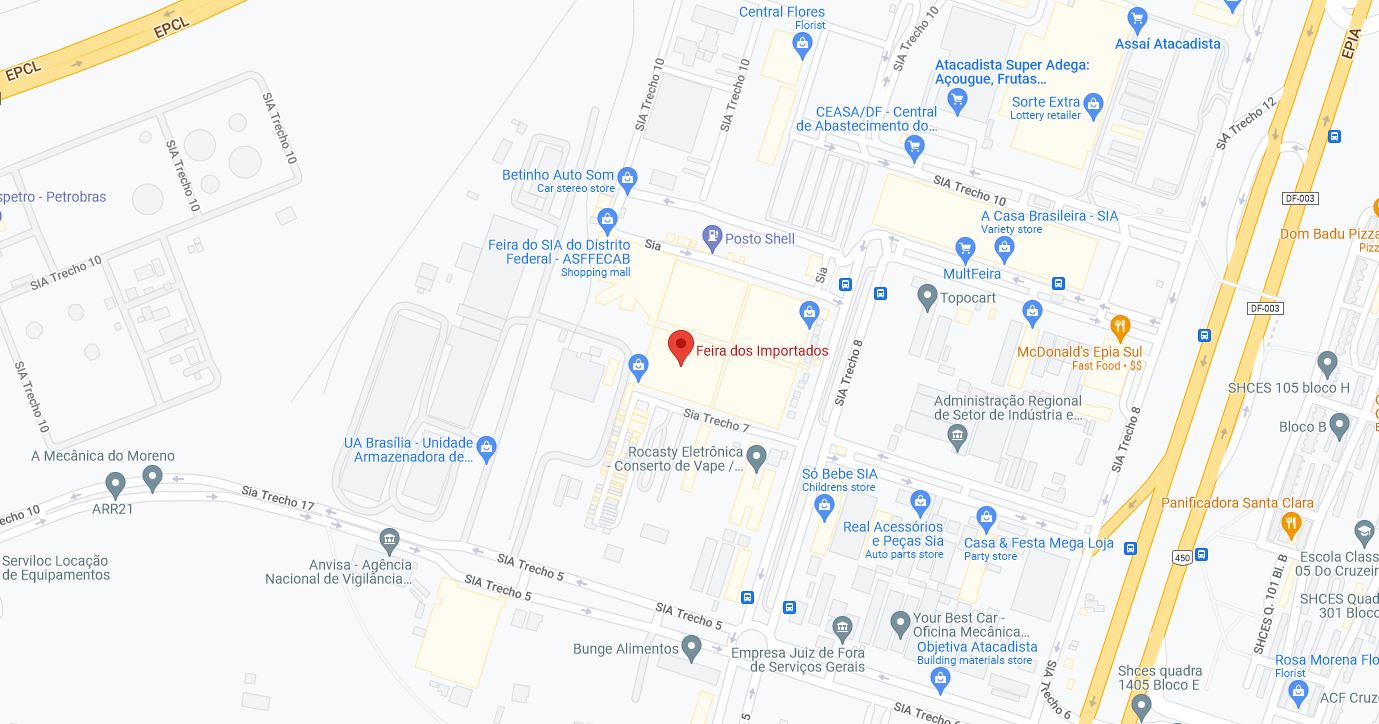 EPCL
EPCL
Central Flores
Florist
SIA Trecho 10
EPIA
Assaí Atacadista
Atacadista Super Adega:
Açougue, Frutas...
Sorte Extra
Lottery retailer
CEASA/DF - Central
de Abastecimento do...
SIA Trecho 12
SIA Trecho 10
SIA Trecho 10
SIA Trecho 10
SIA Trecho 10
SIA Trecho 10
Betinho Auto Som
Car stereo store
spetro - Petrobras
DF-003
A Casa Brasileira - SIA
Variety store
Dom Badu Pizza
Pizz
Feira do SIA do Distrito
Federal - ASFFECAB
Shopping mall
Sia
Posto Shell
Sia
SIA Trecho 10
MultFeira
Topocart
DF-003
Feira dos Importados
McDonald's Epia Sul
Fast Food • $$
SIA Trecho 8
SIA Trecho 10
SHCES 105 bloco H
Administração Regional
de Setor de Indústria e...
Sia Trecho 7
Bloco B
SIA Trecho 8
UA Brasília - Unidade
Armazenadora de...
Rocasty Eletrônica
- Conserto de Vape /...
A Mecânica do Moreno
Só Bebe SIA
Childrens store
ARR21
Sia Trecho 17
echo 10
Panificadora Santa Clara
Real Acessórios
e Peças Sia
Auto parts store
Casa & Festa Mega Loja
Party store
450
Serviloc Locação
de Equipamentos
Anvisa - Agência
Nacional de Vigilância...
SIA Trecho 5
SIA Trecho 5
SIA Trecho 5
Escola Class
05 Do Cruzeir
SHCES Q. 101 Bl. B
SHCES Quad
301 Bloco
Your Best Car -
Oficina Mecânica...
Bunge Alimentos
Empresa Juiz de Fora
de Serviços Gerais
Objetiva Atacadista
Building materials store
Shces quadra
1405 Bloco E
Rosa Morena Flo
Florist
SIA Trecho 6
ACF Cruze
SIA Trecho 6
5